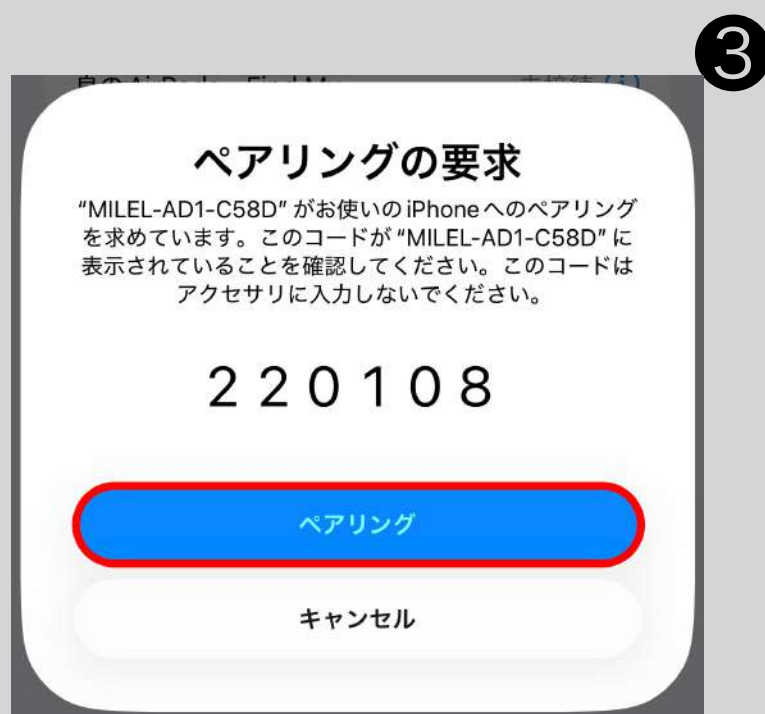 ❸
ペアリングの要求
“MILEL-AD1-C58D” がお使いの iPhone へのペアリング
を求めています。このコードが “MILEL-AD1-C58D” に
表示されていることを確認してください。このコードは
アクセサリに入力しないでください。
220108
ペアリング
キャンセル